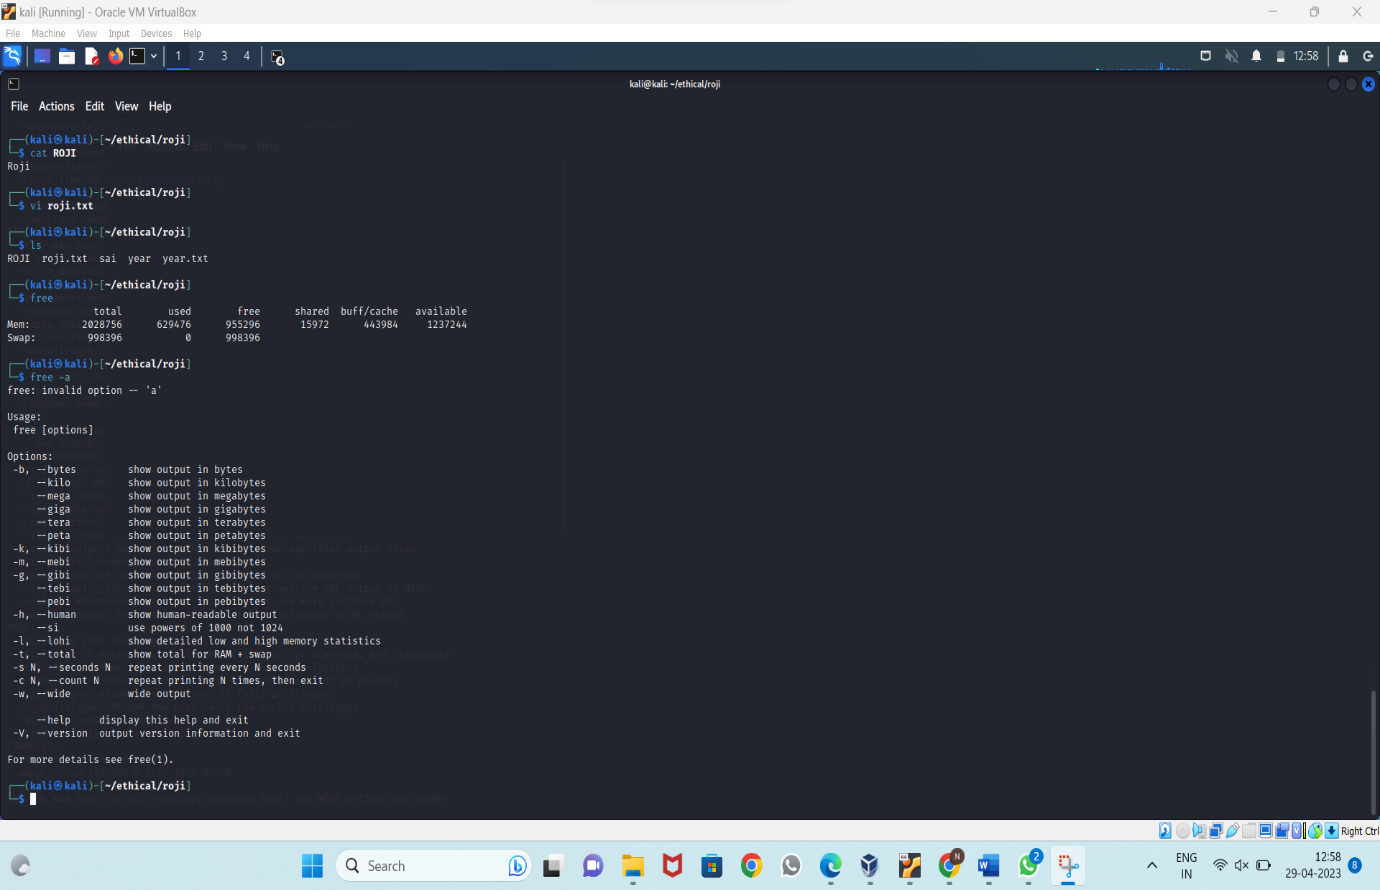 kali [Running] - Oracle VM VirtualBox
File Machine View Input Devices Help
1 2 3 4 12:58
kali@kali: ~/ethical/roji
File Actions Edit View Help
┌──(kali㉿kali)-[~/ethical/roji]
└─$ cat ROJI
Roji
┌──(kali㉿kali)-[~/ethical/roji]
└─$ vi roji.txt
┌──(kali㉿kali)-[~/ethical/roji]
└─$ ls
ROJI roji.txt sai year year.txt
┌──(kali㉿kali)-[~/ethical/roji]
└─$ free
total used free shared buff/cache available
Mem: 2028756 629476 955296 15972 443984 1237244
Swap: 998396 0 998396
┌──(kali㉿kali)-[~/ethical/roji]
└─$ free -a
free: invalid option -- 'a'
Usage:
free [options]
Options:
-b, --bytes show output in bytes
--kilo show output in kilobytes
--mega show output in megabytes
--giga show output in gigabytes
--tera show output in terabytes
--peta show output in petabytes
-k, --kibi show output in kibibytes
-m, --mebi show output in mebibytes
-g, --gibi show output in gibibytes
--tebi show output in tebibytes
--pebi show output in pebibytes
-h, --human show human-readable output
--si use powers of 1000 not 1024
-l, --lohi show detailed low and high memory statistics
-t, --total show total for RAM + swap
-s N, --seconds N repeat printing every N seconds
-c N, --count N repeat printing N times, then exit
-w, --wide wide output
--help display this help and exit
-V, --version output version information and exit
For more details see free(1).
┌──(kali㉿kali)-[~/ethical/roji]
└─$
Right Ctrl
Search
N
2
ENG
IN
12:58
29-04-2023
8